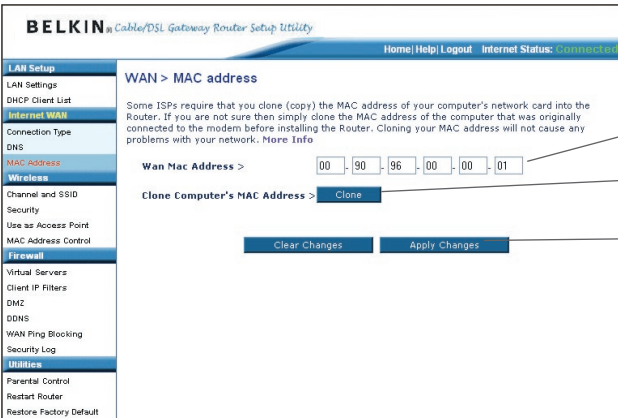 BELKIN® Cable/DSL Gateway Router Setup Utility
Home|Help|Logout Internet Status: Connected
LAN Setup
LAN Settings
DHCP Client List
Internet WAN
Connection Type
DNS
MAC Address
Wireless
Channel and SSID
Security
Use as Access Point
MAC Address Control
Firewall
Virtual Servers
Client IP Filters
DMZ
DDNS
WAN Ping Blocking
Security Log
Utilities
Parental Control
Restart Router
Restore Factory Default
WAN > MAC address
Some ISPs require that you clone (copy) the MAC address of your computer's network card into the
Router. If you are not sure then simply clone the MAC address of the computer that was originally
connected to the modem before installing the Router. Cloning your MAC address will not cause any
problems with your network. More Info
Wan Mac Address > 00 . 90 . 96 . 00 . 00 . 01
Clone Computer's MAC Address > Clone
Clear Changes Apply Changes